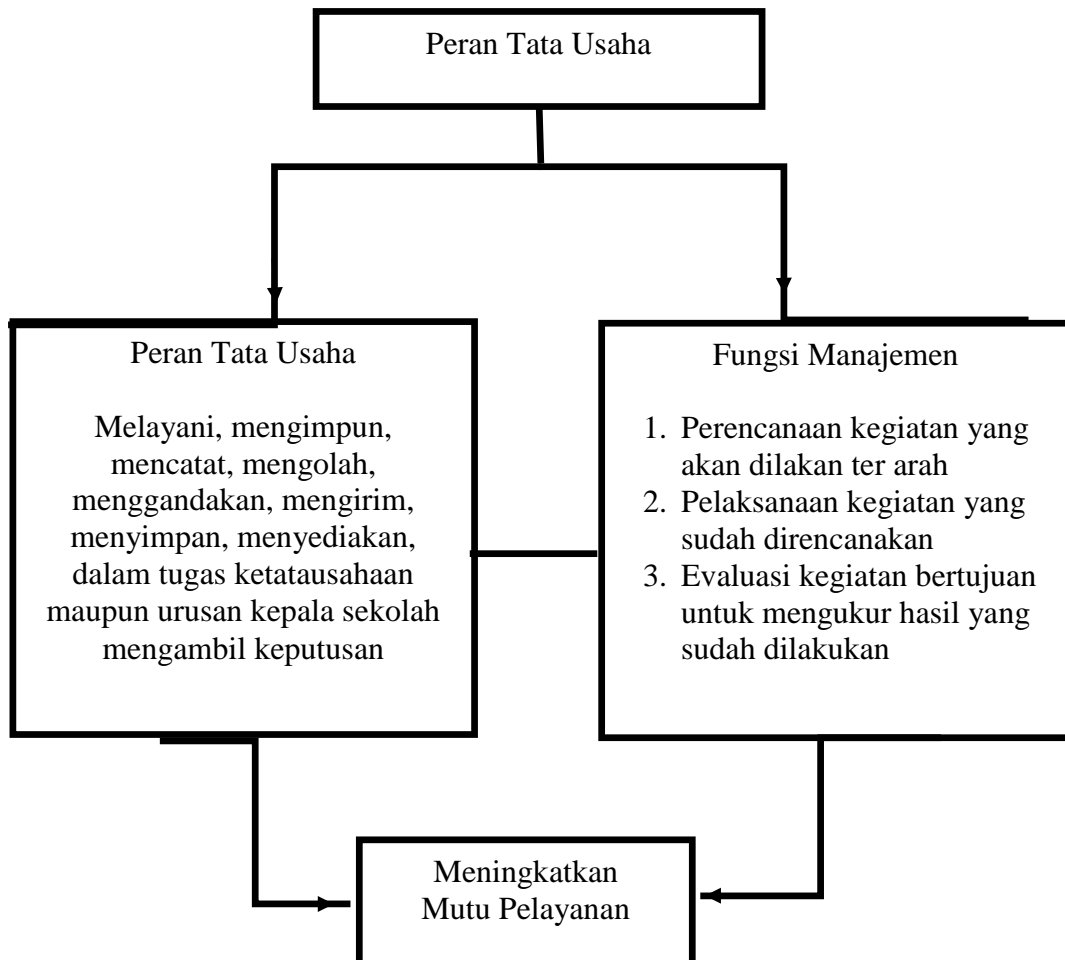 Peran Tata Usaha
Peran Tata Usaha
Melayani, mengimpun,
mencatat, mengolah,
menggandakan, mengirim,
menyimpan, menyediakan,
dalam tugas ketatausahaan
maupun urusan kepala sekolah
mengambil keputusan
Fungsi Manajemen
1. Perencanaan kegiatan yang
akan dilakan ter arah
2. Pelaksanaan kegiatan yang
sudah direncanakan
3. Evaluasi kegiatan bertujuan
untuk mengukur hasil yang
sudah dilakukan
Meningkatkan
Mutu Pelayanan